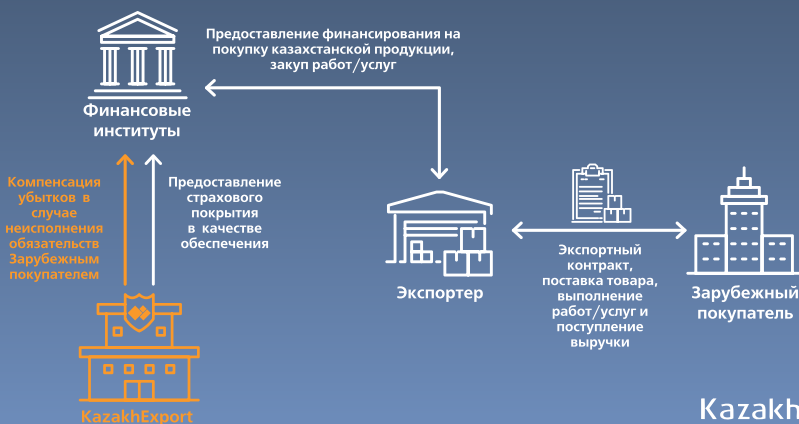 Предоставление финансирования на
покупку казахстанской продукции,
закуп работ/услуг
Финансовые
институты
Компенсация
убытков в
случае
неисполнения
обязательств
Зарубежным
покупателем
Предоставление
страхового
покрытия
в качестве
обеспечения
Экспортер
Экспортный
контракт,
поставка товара,
выполнение
работ/услуг и
поступление
выручки
Зарубежный
покупатель
KazakhExport
Kazakh